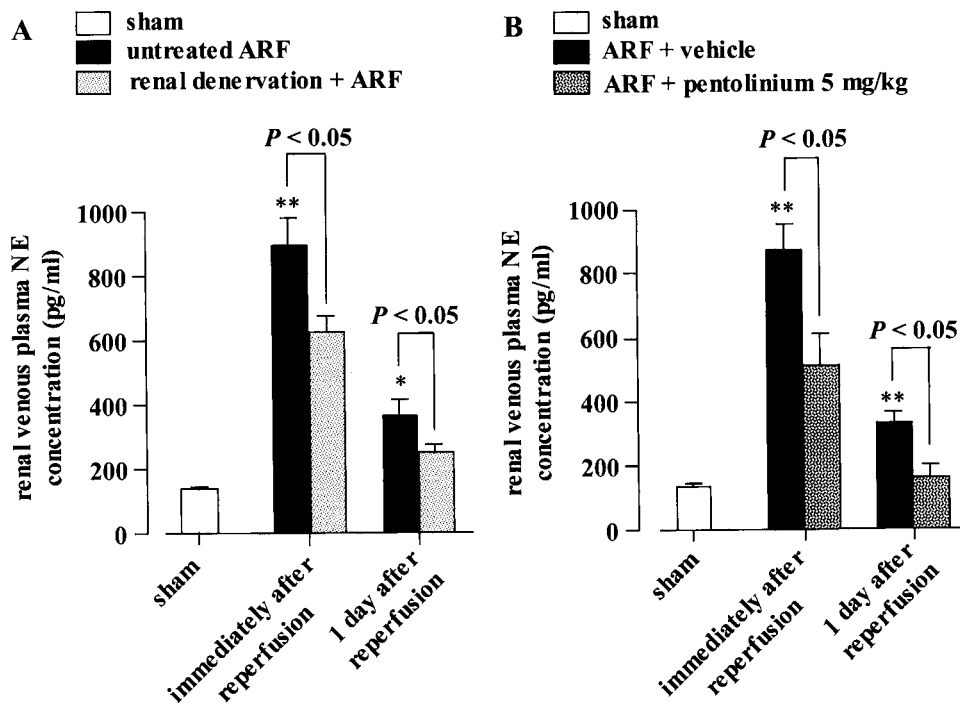 A
sham
untreated ARF
renal denervation + ARF
P < 0.05
**
P < 0.05
*
renal venous plasma NE
concentration (pg/ml)
1000
800
600
400
200
0
sham
immediately after
reperfusion
1 day after
reperfusion
B
sham
ARF + vehicle
ARF + pentolinium 5 mg/kg
P < 0.05
**
P < 0.05
**
renal venous plasma NE
concentration (pg/ml)
1000
800
600
400
200
0
sham
immediately after
reperfusion
1 day after
reperfusion